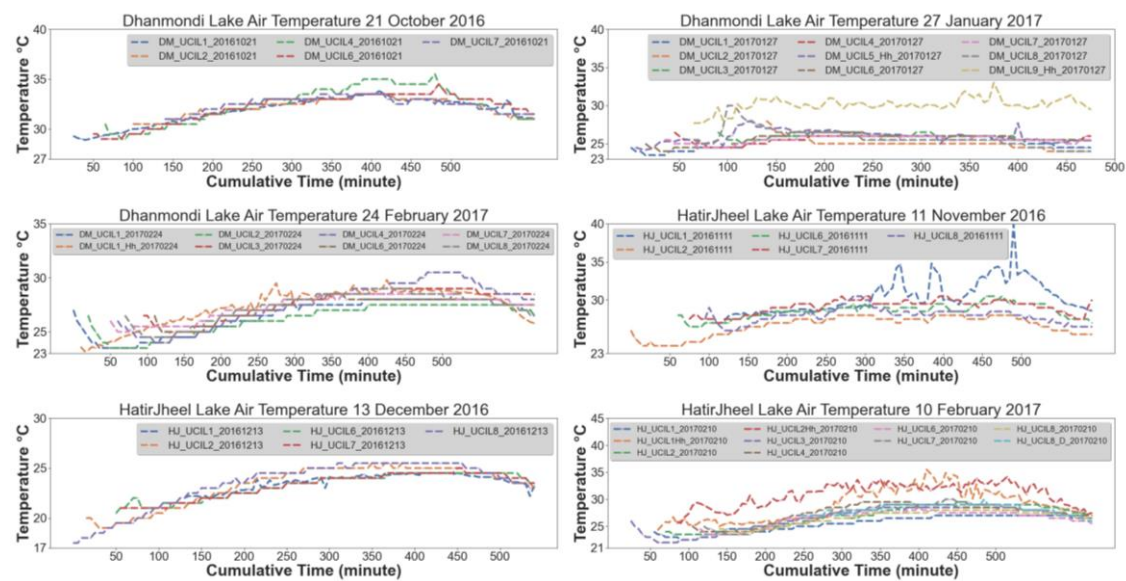 Dhanmondi Lake Air Temperature 21 October 2016
40
35
30
27
Temperature °C
DM_UCIL1_20161021 DM_UCIL4_20161021 DM_UCIL7_20161021
DM_UCIL2_20161021 DM_UCIL6_20161021
50 100 150 200 250 300 350 400 450 500
Cumulative Time (minute)
Dhanmondi Lake Air Temperature 27 January 2017
40
35
30
25
23
Temperature °C
DM_UCIL1_20170127 DM_UCIL4_20170127 DM_UCIL7_20170127
DM_UCIL2_20170127 DM_UCIL5_Hh_20170127 DM_UCIL8_20170127
DM_UCIL3_20170127 DM_UCIL6_20170127 DM_UCIL9_Hh_20170127
50 100 150 200 250 300 350 400 450 500
Cumulative Time (minute)
Dhanmondi Lake Air Temperature 24 February 2017
35
30
25
23
Temperature °C
DM_UCIL1_20170224 DM_UCIL2_20170224 DM_UCIL4_20170224 DM_UCIL7_20170224
DM_UCIL1_Hh_20170224 DM_UCIL3_20170224 DM_UCIL6_20170224 DM_UCIL8_20170224
50 100 150 200 250 300 350 400 450 500
Cumulative Time (minute)
HatirJheel Lake Air Temperature 11 November 2016
40
30
23
Temperature °C
HJ_UCIL1_20161111 HJ_UCIL6_20161111 HJ_UCIL8_20161111
HJ_UCIL2_20161111 HJ_UCIL7_20161111
50 100 150 200 250 300 350 400 450 500
Cumulative Time (minute)
HatirJheel Lake Air Temperature 13 December 2016
30
25
20
17
Temperature °C
HJ_UCIL1_20161213 HJ_UCIL6_20161213 HJ_UCIL8_20161213
HJ_UCIL2_20161213 HJ_UCIL7_20161213
50 100 150 200 250 300 350 400 450 500
Cumulative Time (minute)
HatirJheel Lake Air Temperature 10 February 2017
45
40
35
30
25
21
Temperature °C
HJ_UCIL1_20170210 HJ_UCIL2Hh_20170210 HJ_UCIL6_20170210 HJ_UCIL8_20170210
HJ_UCIL1Hh_20170210 HJ_UCIL3_20170210 HJ_UCIL7_20170210 HJ_UCIL8_D_20170210
HJ_UCIL2_20170210 HJ_UCIL4_20170210
50 100 150 200 250 300 350 400 450 500
Cumulative Time (minute)